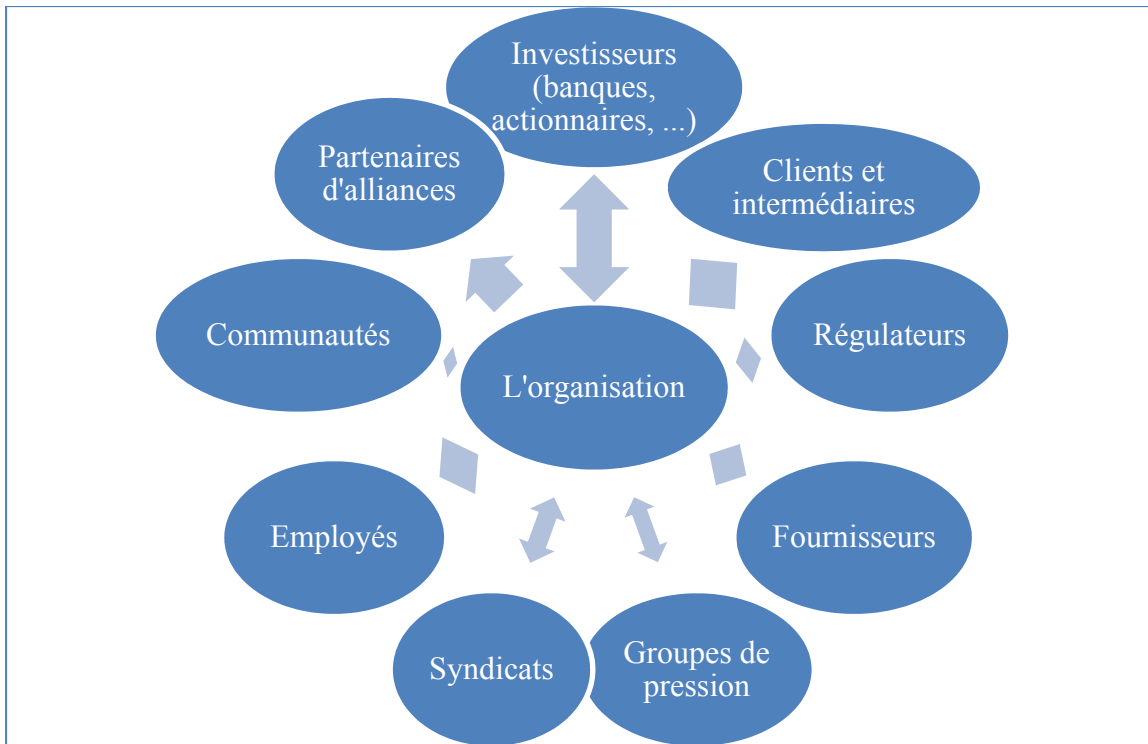 Investisseurs
(banques,
actionnaires, ...)
Partenaires
d'alliances
Clients et
intermédiaires
Communautés
Régulateurs
L'organisation
Employés
Fournisseurs
Syndicats
Groupes de
pression